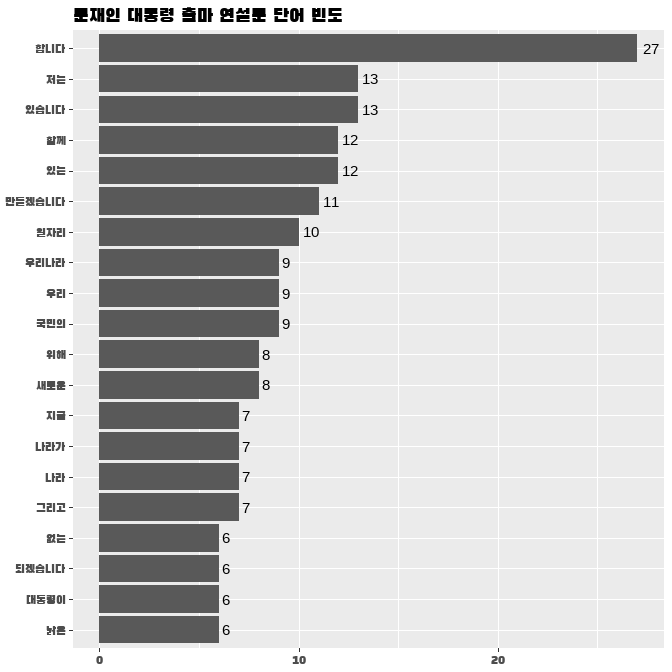 문재인 대통령 출마 연설문 단어 빈도
합니다 27
저는 13
있습니다 13
함께 12
있는 12
만들겠습니다 11
일자리 10
우리나라 9
우리 9
국민의 9
위해 8
새로운 8
지금 7
나라가 7
나라 7
그리고 7
없는 6
되겠습니다 6
대통령이 6
낡은 6
0 10 20